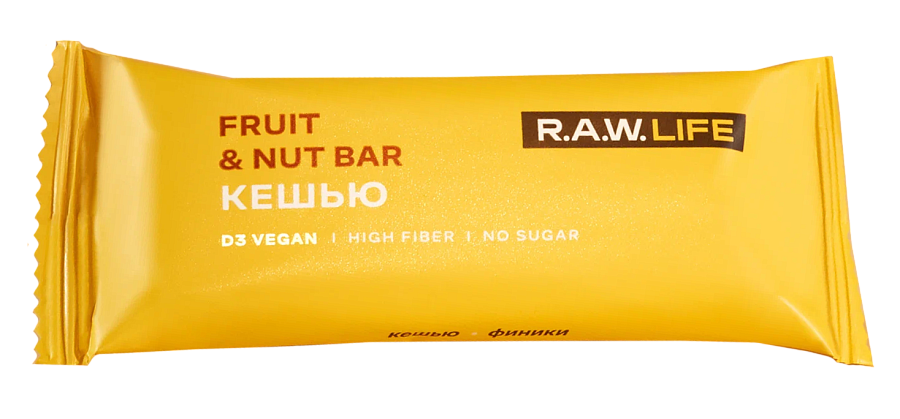 FRUIT
& NUT BAR
КЕШЬЮ
R.A.W. LIFE
D3 VEGAN | HIGH FIBER | NO SUGAR
кешью • финики